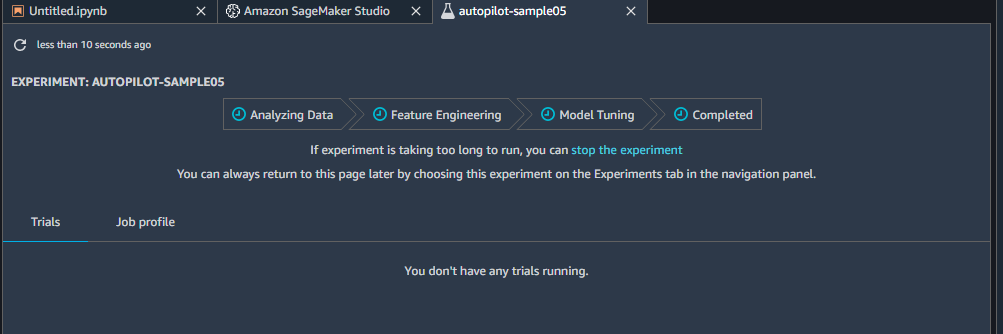 Untitled.ipynb
Amazon SageMaker Studio
autopilot-sample05
less than 10 seconds ago
EXPERIMENT: AUTOPILOT-SAMPLE05
Analyzing Data
Feature Engineering
Model Tuning
Completed
If experiment is taking too long to run, you can stop the experiment
You can always return to this page later by choosing this experiment on the Experiments tab in the navigation panel.
Trials
Job profile
You don't have any trials running.